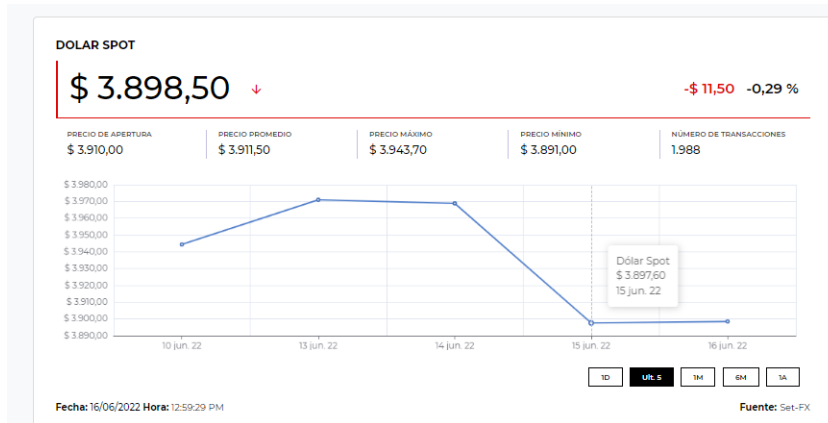 DOLAR SPOT
$ 3.898,50 ↓ -$ 11,50 -0,29 %
PRECIO DE APERTURA PRECIO PROMEDIO PRECIO MÁXIMO PRECIO MÍNIMO NÚMERO DE TRANSACCIONES
$ 3.910,00 $ 3.911,50 $ 3.943,70 $ 3.891,00 1.988
$ 3.980,00
$ 3.970,00
$ 3.960,00
$ 3.950,00
$ 3.940,00
$ 3.930,00
$ 3.920,00
$ 3.910,00
$ 3.900,00
$ 3.890,00
Dólar Spot
$ 3.897,60
15 jun. 22
10 jun. 22 13 jun. 22 14 jun. 22 15 jun. 22 16 jun. 22
1D Ult. 5 1M 6M 1A
Fecha: 16/06/2022 Hora: 12:59:29 PM Fuente: Set-FX